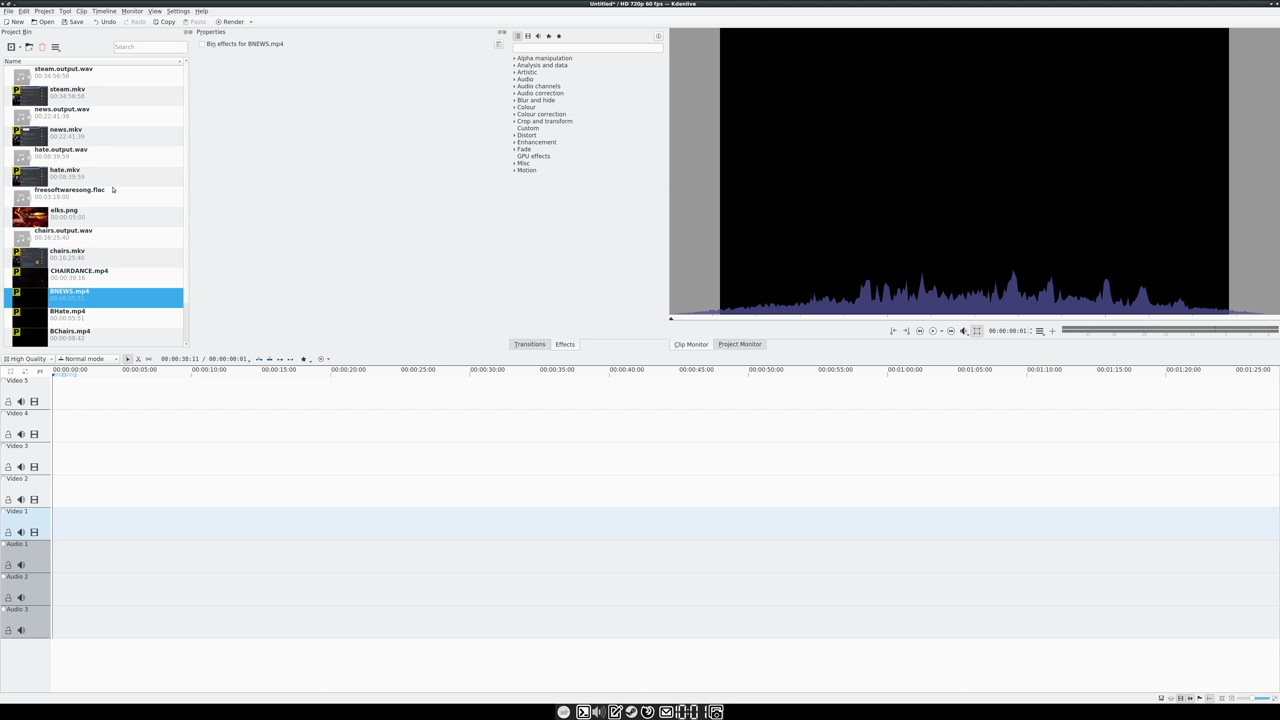 Untitled* / HD 720p 60 fps — Kdenlive
File Edit Project Tool Clip Timeline Monitor View Settings Help
New Open Save Undo Redo Copy Paste Render
Project Bin
Search
Name
steam.output.wav
00:34:56:58
steam.mkv
00:34:56:58
news.output.wav
00:22:41:39
news.mkv
00:22:41:39
hate.output.wav
00:08:39:59
hate.mkv
00:08:39:59
freesoftwaresong.flac
00:03:18:00
elks.png
00:00:05:00
chairs.output.wav
00:16:25:40
chairs.mkv
00:16:25:40
CHAIRDANCE.mp4
00:00:39:16
BNEWS.mp4
00:00:05:51
BHate.mp4
00:00:05:51
BChairs.mp4
00:00:08:42
Properties
Bin effects for BNEWS.mp4
Alpha manipulation
Analysis and data
Artistic
Audio
Audio channels
Audio correction
Blur and hide
Colour
Colour correction
Crop and transform
Custom
Distort
Enhancement
Fade
GPU effects
Misc
Motion
Transitions Effects
00:00:00:01
Clip Monitor Project Monitor
High Quality Normal mode 00:00:38:11 / 00:00:00:01
00:00:00:00 00:00:05:00 00:00:10:00 00:00:15:00 00:00:20:00 00:00:25:00 00:00:30:00 00:00:35:00 00:00:40:00 00:00:45:00 00:00:50:00 00:00:55:00 00:01:00:00 00:01:05:00 00:01:10:00 00:01:15:00 00:01:20:00 00:01:25:00
Video 5
Video 4
Video 3
Video 2
Video 1
Audio 1
Audio 2
Audio 3